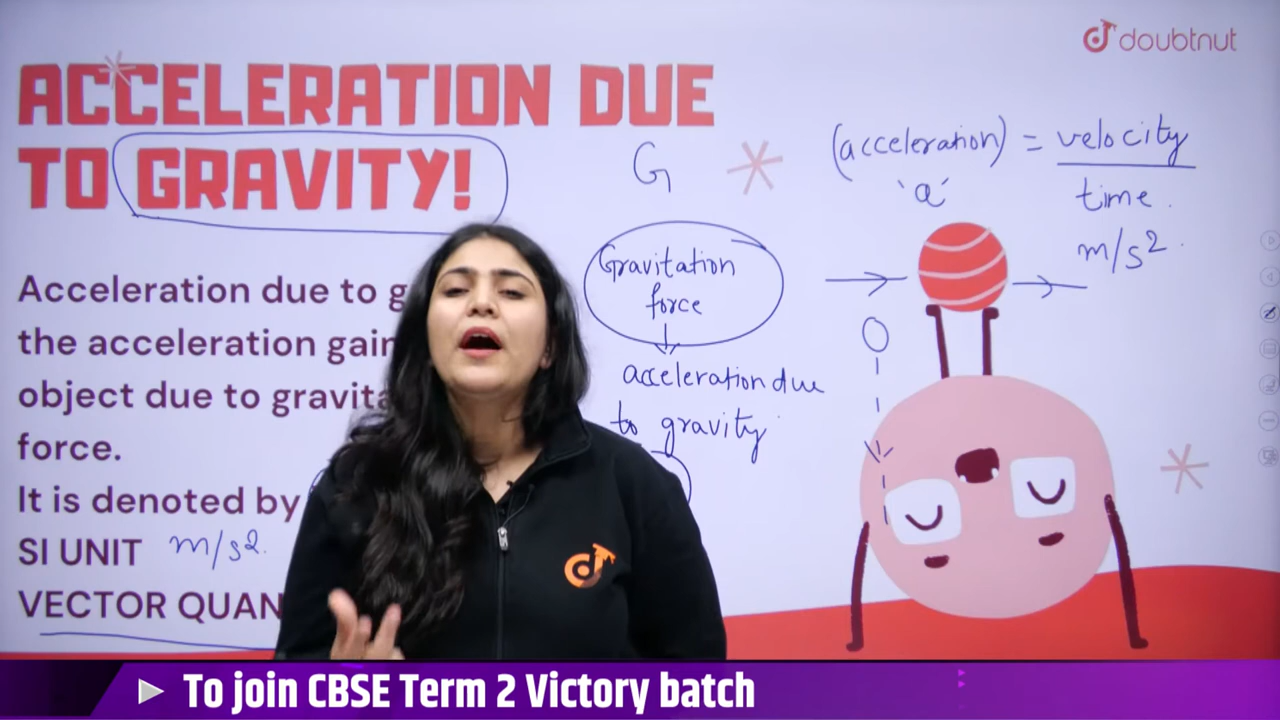 doubtnut
ACCELERATION DUE
TO GRAVITY!
Acceleration due to g
the acceleration gain
object due to gravita
force.
It is denoted by
SI UNIT m/s2.
VECTOR QUAN
G
Gravitation
force
acceleration due
to gravity
(acceleration) = velocity
'a' time.
m/s2.
To join CBSE Term 2 Victory batch